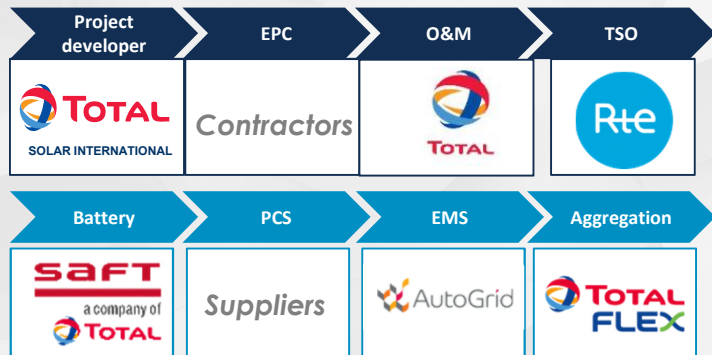 Project developer
EPC
O&M
TSO
TOTAL
SOLAR INTERNATIONAL
Contractors
TOTAL
Rte
Battery
PCS
EMS
Aggregation
saft
a company of
TOTAL
Suppliers
AutoGrid
TOTAL
FLEX